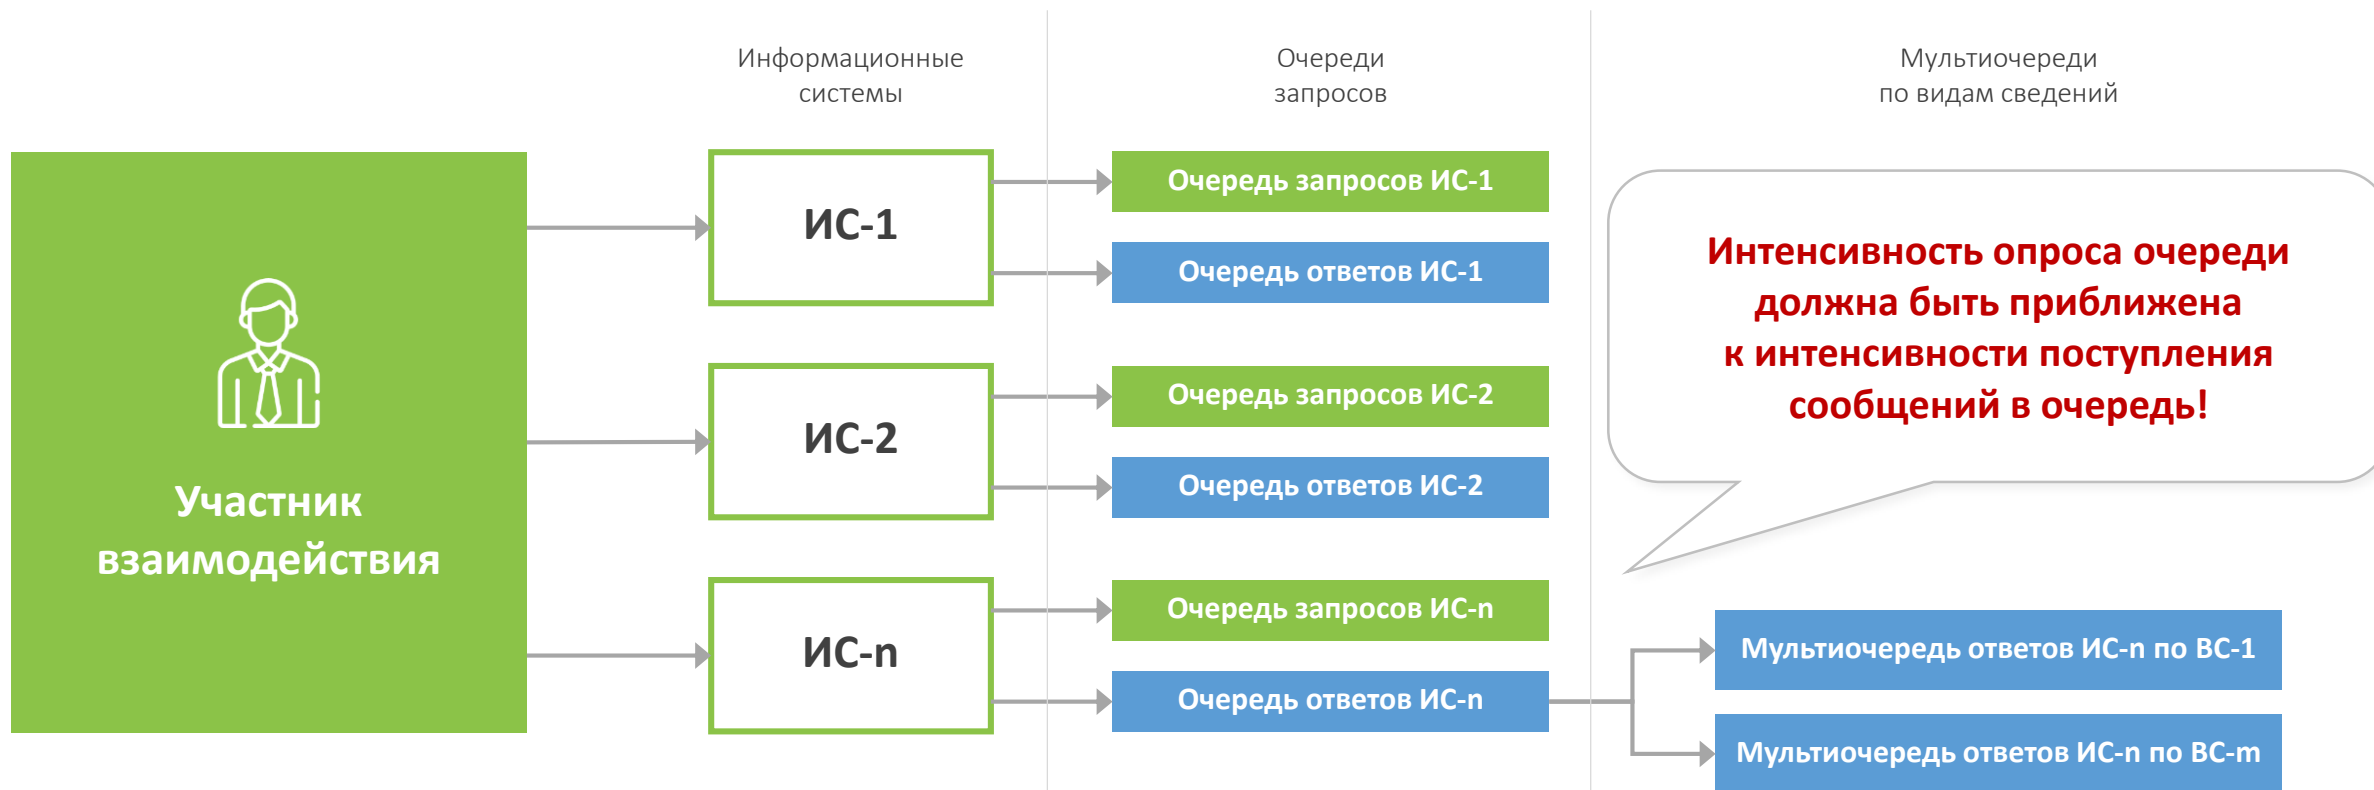 Информационные
системы
Очереди
запросов
Мультиочереди
по видам сведений
Участник
взаимодействия
ИС-1
Очередь запросов ИС-1
Очередь ответов ИС-1
ИС-2
Очередь запросов ИС-2
Очередь ответов ИС-2
ИС-n
Очередь запросов ИС-n
Очередь ответов ИС-n
Интенсивность опроса очереди
должна быть приближена
к интенсивности поступления
сообщений в очередь!
Мультиочередь ответов ИС-n по ВС-1
Мультиочередь ответов ИС-n по ВС-m